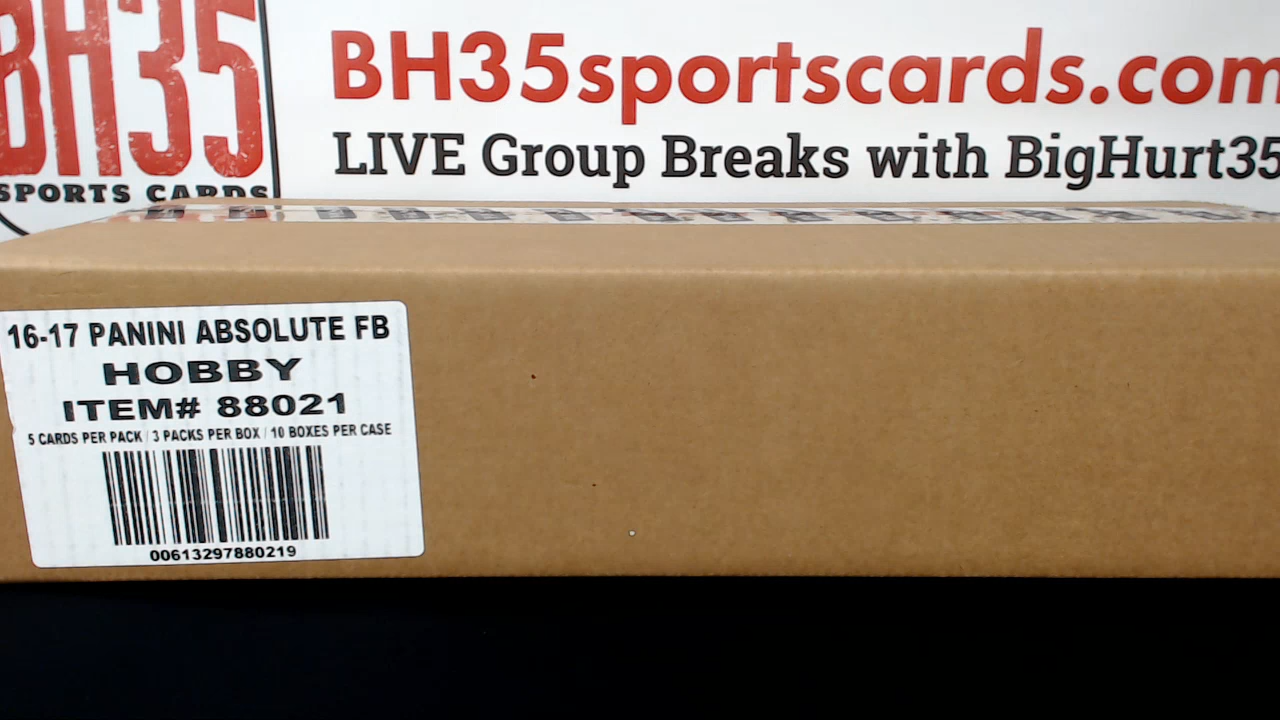 BH35
SPORTS CARDS
BH35sportscards.com
LIVE Group Breaks with BigHurt35
16-17 PANINI ABSOLUTE FB
HOBBY
ITEM# 88021
5 CARDS PER PACK / 3 PACKS PER BOX / 10 BOXES PER CASE
00613297880219